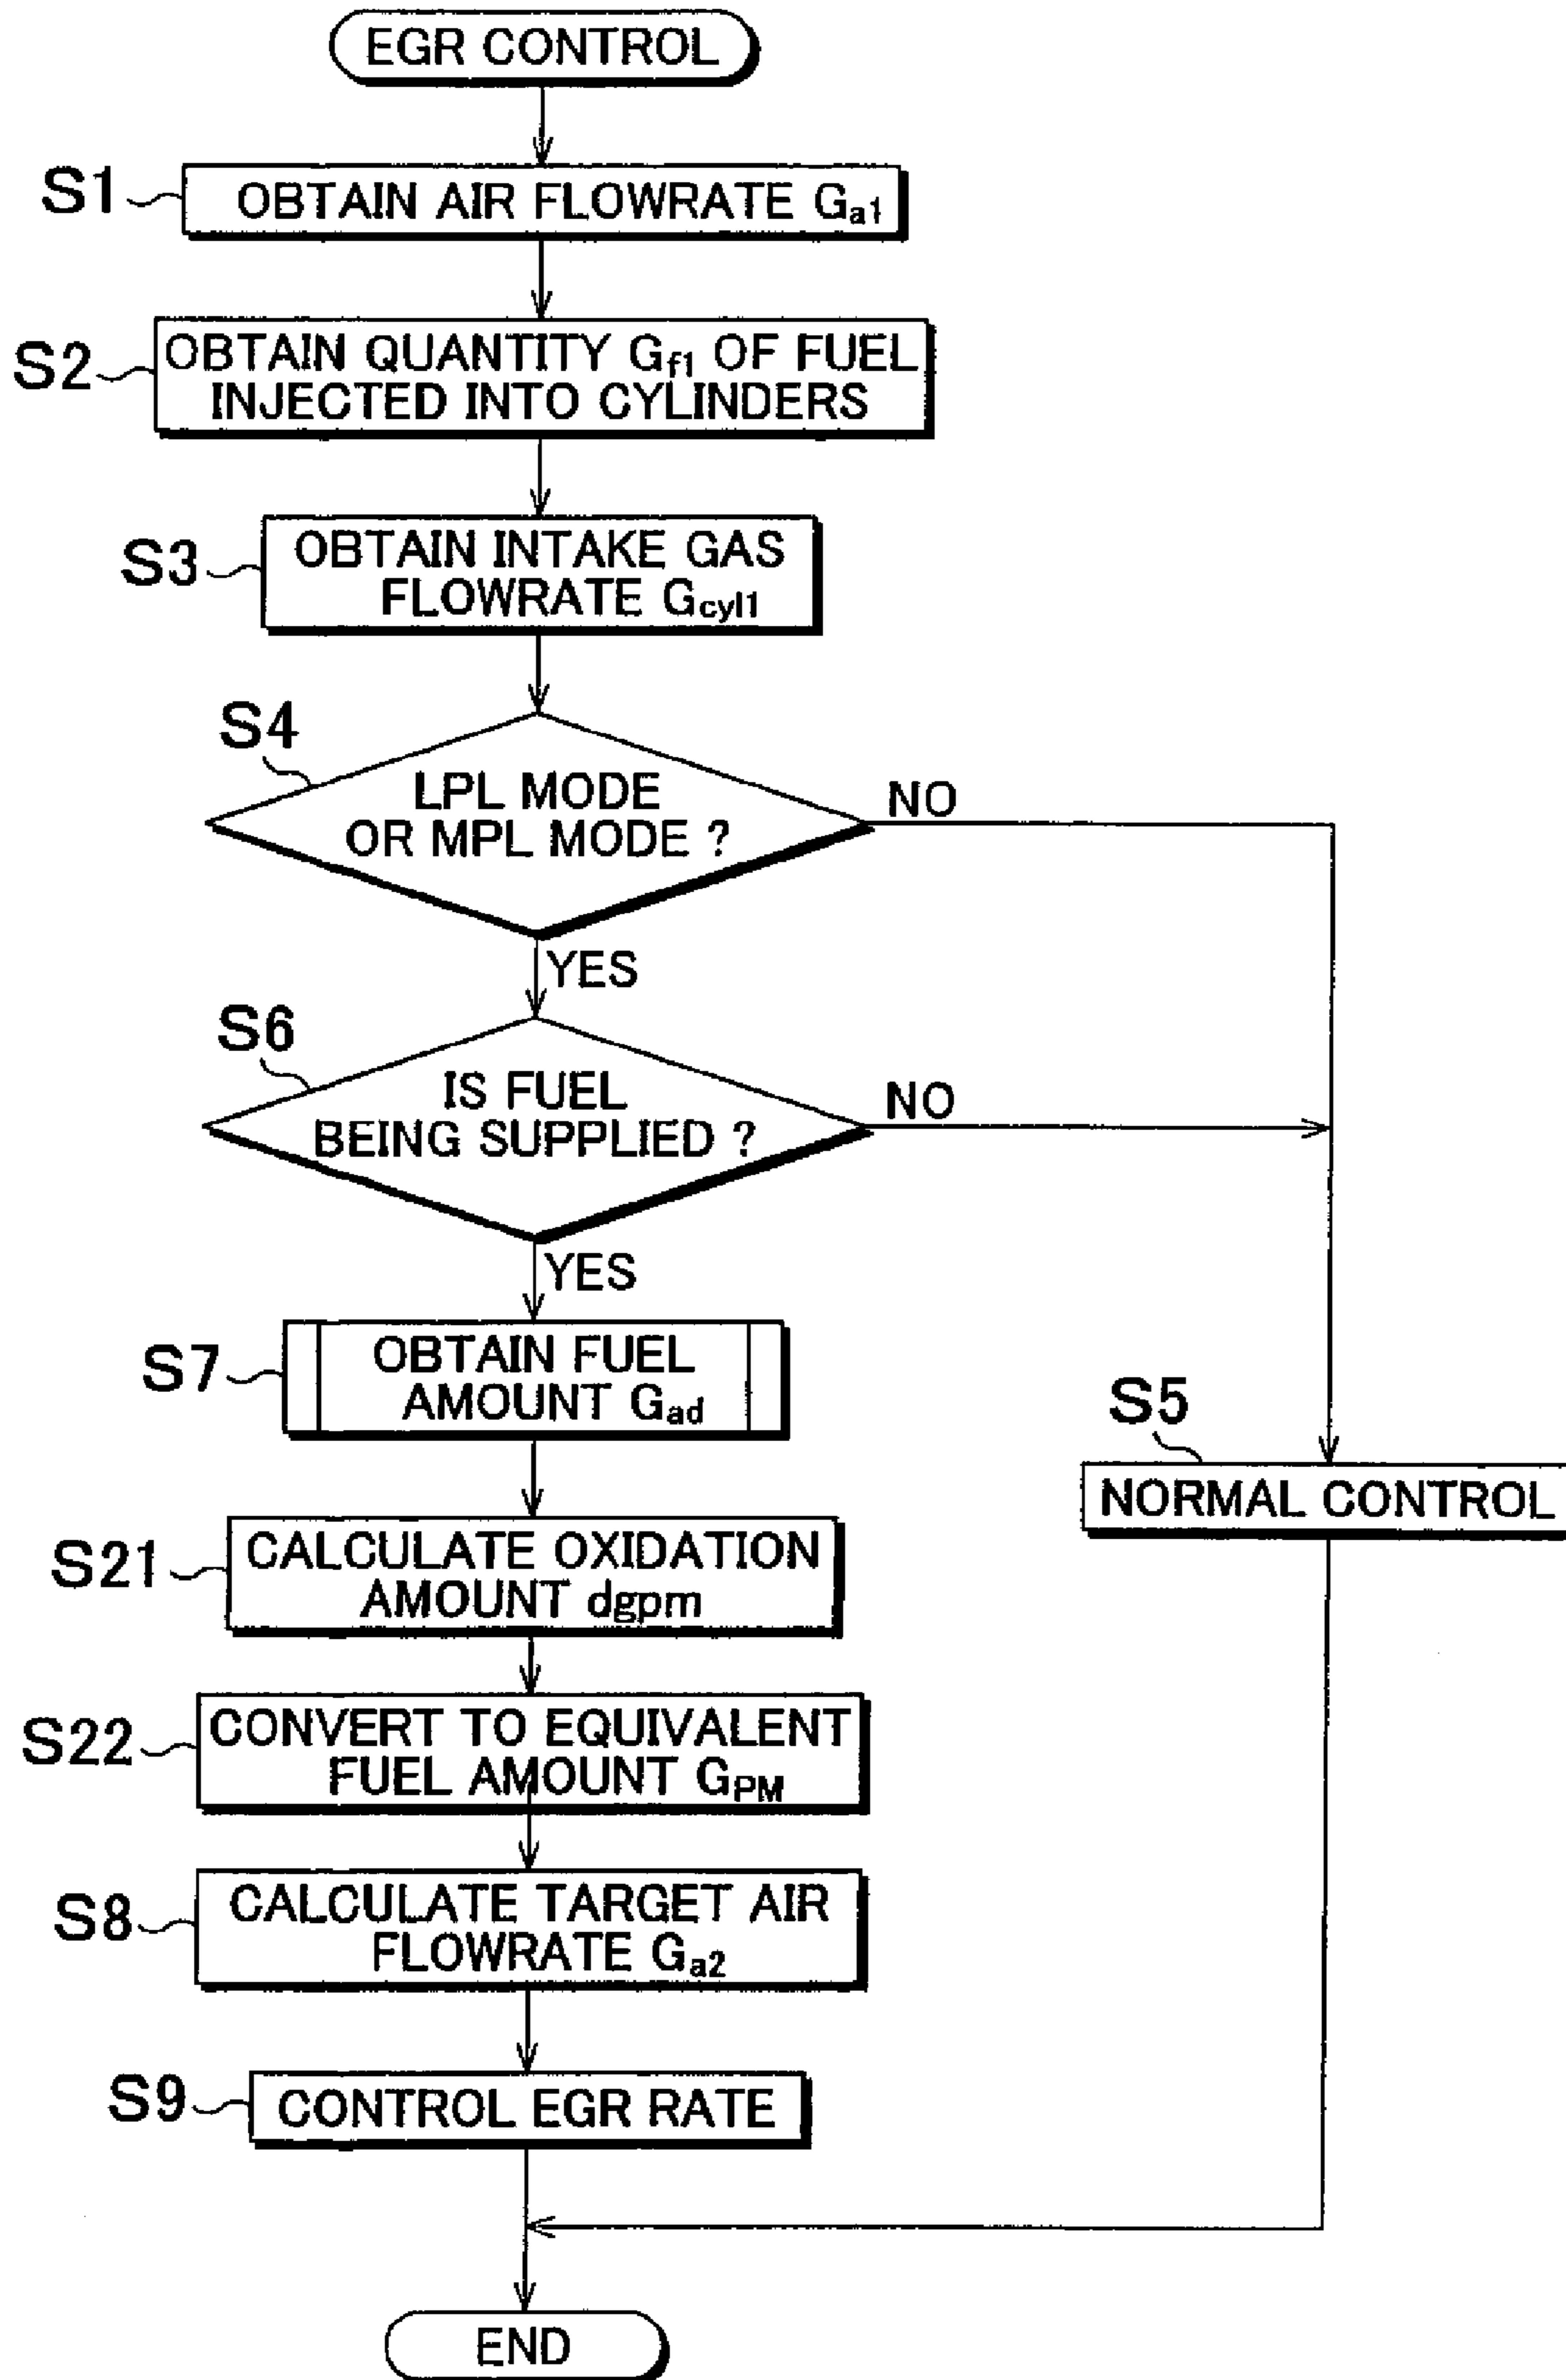 EGR CONTROL
S1
OBTAIN AIR FLOWRATE Ga1
S2
OBTAIN QUANTITY Gf1 OF FUEL
INJECTED INTO CYLINDERS
S3
OBTAIN INTAKE GAS
FLOWRATE Gcyl1
S4
LPL MODE
OR MPL MODE ?
NO
YES
S6
IS FUEL
BEING SUPPLIED ?
NO
YES
S7
OBTAIN FUEL
AMOUNT Gad
S5
NORMAL CONTROL
S21
CALCULATE OXIDATION
AMOUNT dgpm
S22
CONVERT TO EQUIVALENT
FUEL AMOUNT GPM
S8
CALCULATE TARGET AIR
FLOWRATE Ga2
S9
CONTROL EGR RATE
END